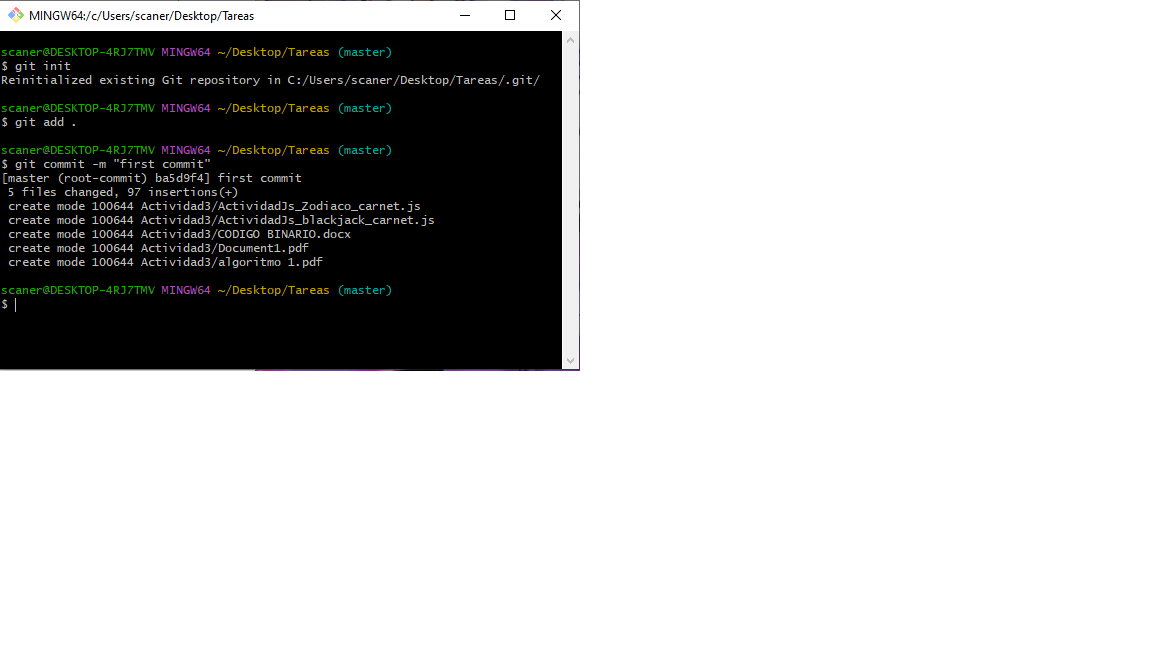 MINGW64:/c/Users/scaner/Desktop/Tareas
scaner@DESKTOP-4RJ7TMV MINGW64 ~/Desktop/Tareas (master)
$ git init
Reinitialized existing Git repository in C:/Users/scaner/Desktop/Tareas/.git/
scaner@DESKTOP-4RJ7TMV MINGW64 ~/Desktop/Tareas (master)
$ git add .
scaner@DESKTOP-4RJ7TMV MINGW64 ~/Desktop/Tareas (master)
$ git commit -m "first commit"
[master (root-commit) ba5d9f4] first commit
5 files changed, 97 insertions(+)
create mode 100644 Actividad3/ActividadJs_Zodiaco_carnet.js
create mode 100644 Actividad3/ActividadJs_blackjack_carnet.js
create mode 100644 Actividad3/CODIGO BINARIO.docx
create mode 100644 Actividad3/Document1.pdf
create mode 100644 Actividad3/algoritmo 1.pdf
scaner@DESKTOP-4RJ7TMV MINGW64 ~/Desktop/Tareas (master)
$